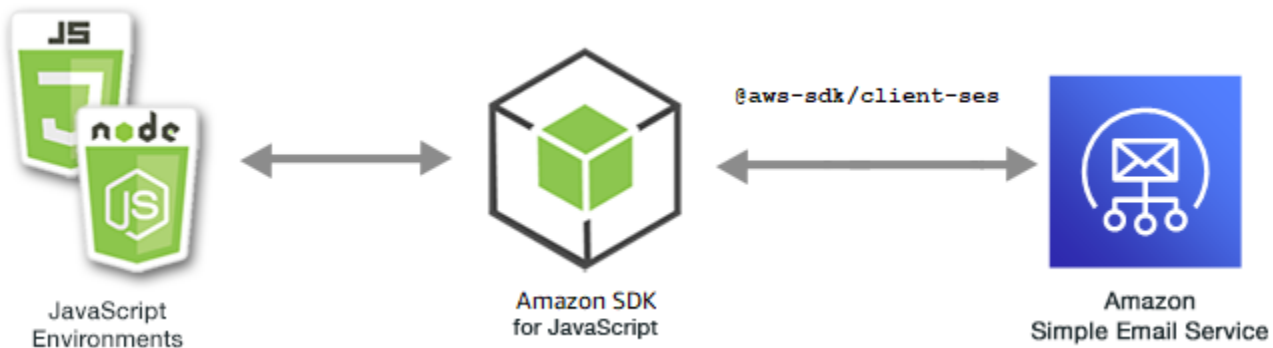 JS
node
JS
@aws-sdk/client-ses
JavaScript
Environments
Amazon SDK
for JavaScript
Amazon
Simple Email Service